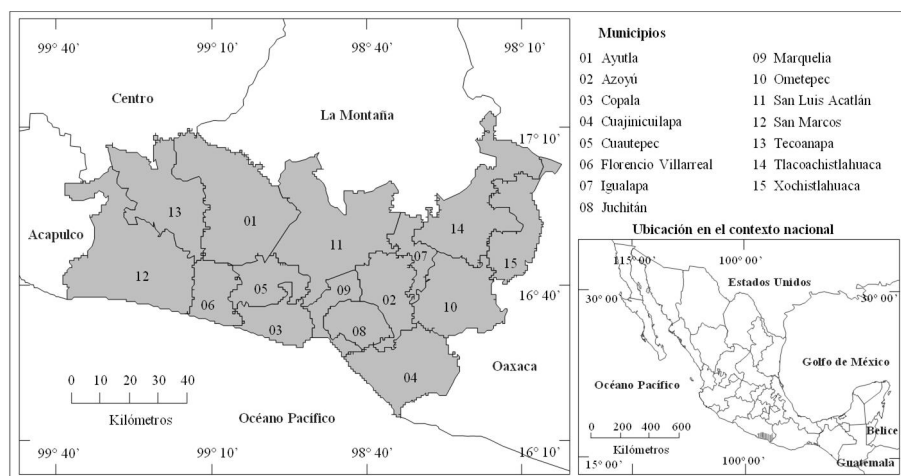 99° 40`
99° 10`
98° 40`
98° 10`
Centro
La Montaña
17° 10`
Acapulco
13
01
11
14
07
15
12
06
05
09
02
10
03
08
16° 40`
04
Oaxaca
0 10 20 30 40
Kilómetros
Océano Pacífico
16° 10`
99° 40`
99° 10`
98° 40`
Municipios
01 Ayutla
02 Azoyú
03 Copala
04 Cuajinicuilapa
05 Cuautepec
06 Florencio Villarreal
07 Igualapa
08 Juchitán
09 Marquelia
10 Ometepec
11 San Luis Acatlán
12 San Marcos
13 Tecoanapa
14 Tlacoachistlahuaca
15 Xochistlahuaca
Ubicación en el contexto nacional
115° 00`
100° 00`
Estados Unidos
30° 00`
30° 00`
Golfo de México
Océano Pacífico
0 200 400 600
Kilómetros
Belice
Guatemala
15° 00`
100° 00`